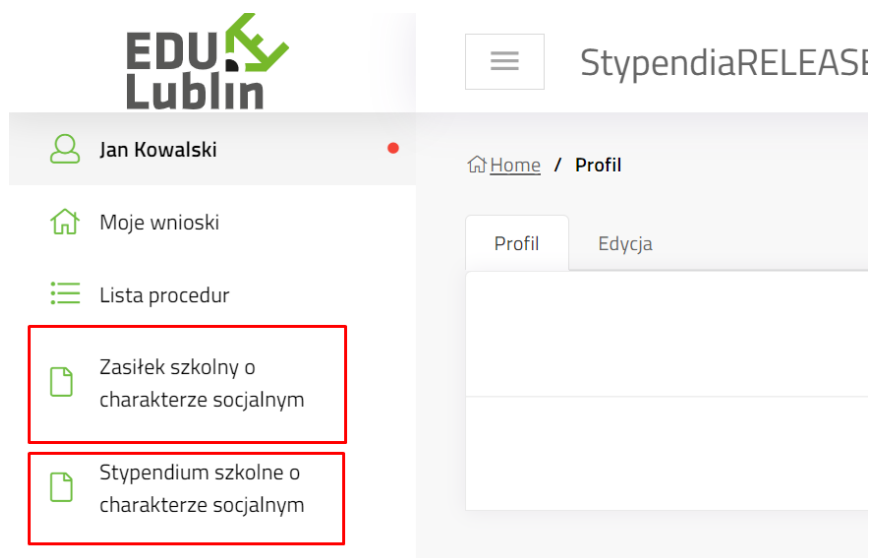 EDU
Lublin
StypendiaRELEASE
Jan Kowalski
Home / Profil
Moje wnioski
Profil Edycja
Lista procedur
Zasiłek szkolny o
charakterze socjalnym
Stypendium szkolne o
charakterze socjalnym